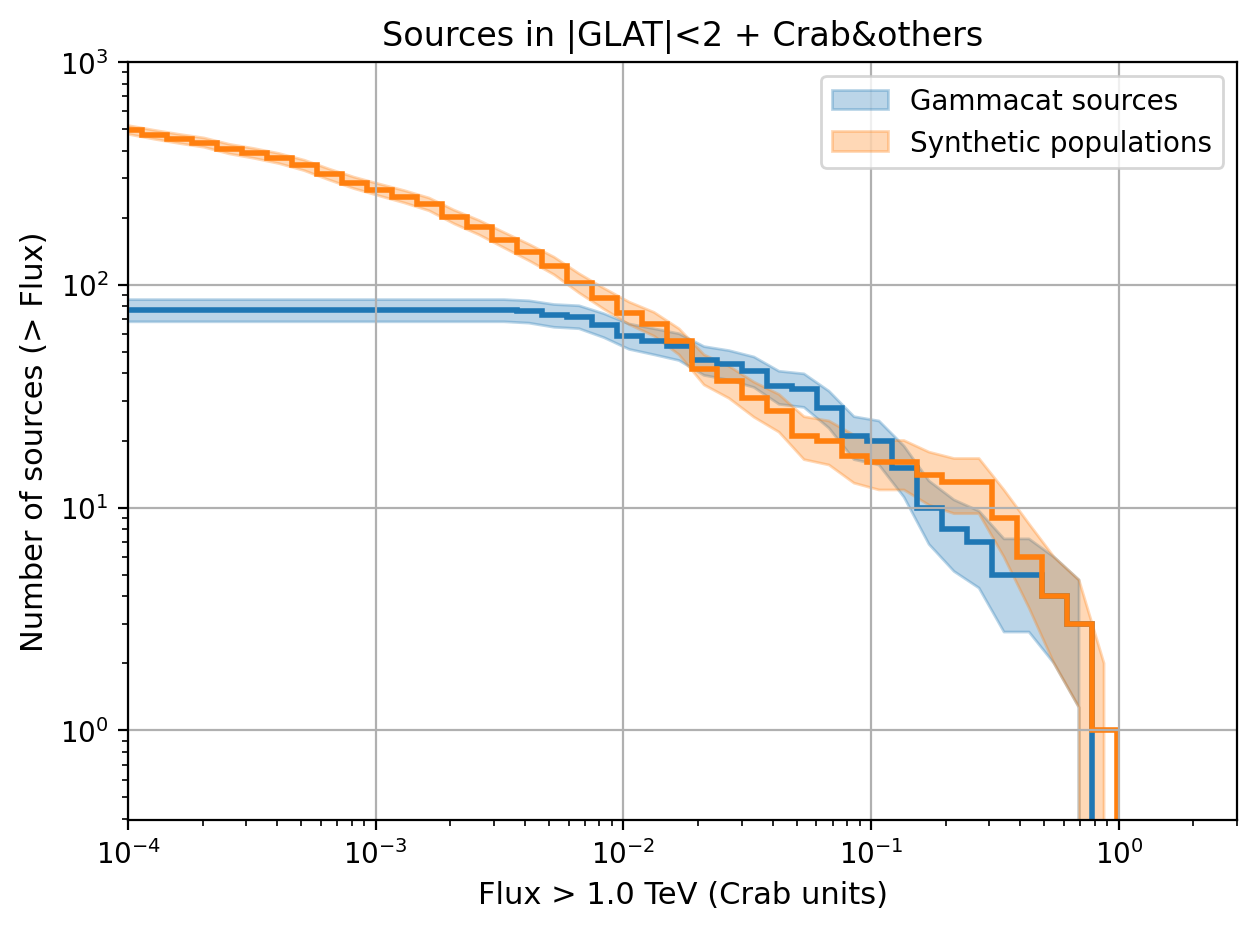 Sources in |GLAT|<2 + Crab&others
Gammacat sources
Synthetic populations
Number of sources (> Flux)
10³
10²
10¹
10⁰
10⁻⁴
10⁻³
10⁻²
10⁻¹
10⁰
Flux > 1.0 TeV (Crab units)